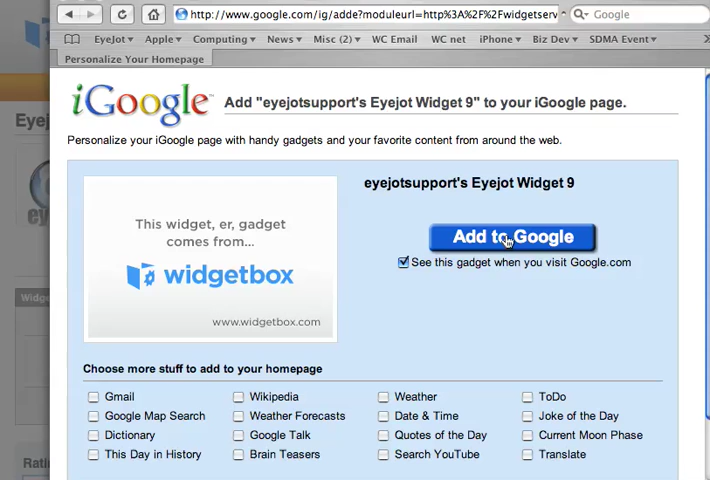 http://www.google.com/ig/adde?moduleurl=http%3A%2F%2Fwidgetserv
Google
EyeJot Apple Computing News Misc (2) WC Email WC net iPhone Biz Dev SDMA Event
Personalize Your Homepage
iGoogle™ Add "eyejotsupport's Eyejot Widget 9" to your iGoogle page.
Personalize your iGoogle page with handy gadgets and your favorite content from around the web.
Eyej
This widget, er, gadget
comes from...
widgetbox
www.widgetbox.com
eyejotsupport's Eyejot Widget 9
Add to Google
See this gadget when you visit Google.com
Widge
Choose more stuff to add to your homepage
Gmail Wikipedia Weather ToDo
Google Map Search Weather Forecasts Date & Time Joke of the Day
Dictionary Google Talk Quotes of the Day Current Moon Phase
This Day in History Brain Teasers Search YouTube Translate
Ratin